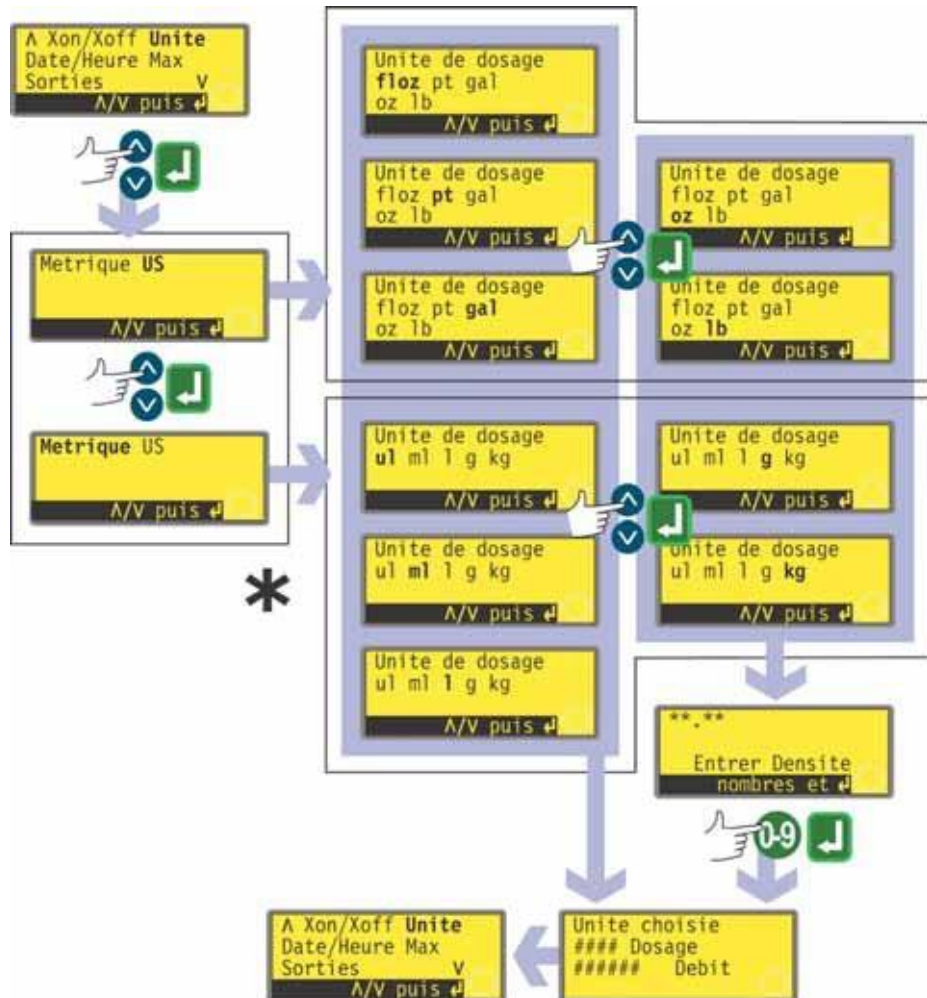 Λ Xon/Xoff Unite
Date/Heure Max
Sorties V
Λ/V puis ↲
Metrique US
Λ/V puis ↲
Metrique US
Λ/V puis ↲
Unite de dosage
floz pt gal
oz lb
Λ/V puis ↲
Unite de dosage
floz pt gal
oz lb
Λ/V puis ↲
Unite de dosage
floz pt gal
oz lb
Λ/V puis ↲
Unite de dosage
floz pt gal
oz lb
Λ/V puis ↲
Unite de dosage
floz pt gal
oz lb
Λ/V puis ↲
Unite de dosage
ul ml l g kg
Λ/V puis ↲
Unite de dosage
ul ml l g kg
Λ/V puis ↲
Unite de dosage
ul ml l g kg
Λ/V puis ↲
Unite de dosage
ul ml l g kg
Λ/V puis ↲
Unite de dosage
ul ml l g kg
Λ/V puis ↲
*
**.**
Entrer Densite
nombres et ↲
0-9
Unite choisie
#### Dosage
###### Debit
Λ Xon/Xoff Unite
Date/Heure Max
Sorties V
Λ/V puis ↲